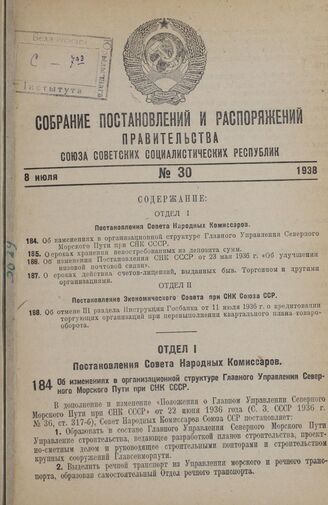 Белорусского
С - 743
Института
СОБРАНИЕ ПОСТАНОВЛЕНИЙ И РАСПОРЯЖЕНИЙ
ПРАВИТЕЛЬСТВА
СОЮЗА СОВЕТСКИХ СОЦИАЛИСТИЧЕСКИХ РЕСПУБЛИК
8 июля № 30 1938
СОДЕРЖАНИЕ:
ОТДЕЛ I
Постановления Совета Народных Комиссаров.
184. Об изменениях в организационной структуре Главного Управления Северного
Морского Пути при СНК СССР.
185. О сроках хранения невостребованных из депозита сумм.
186. Об изменении Постановления СНК СССР от 23 мая 1936 г. «Об улучшении
низовой почтовой связи».
187. О сроках действия счетов-лицензий, выданных быв. Торгсином и другими
организациями.
ОТДЕЛ II
Постановление Экономического Совета при СНК Союза ССР.
188. Об отмене III раздела Инструкции Госбанка от 11 июля 1936 г. о кредитовании
торгующих организаций при перевыполнении квартального плана товаро-
оборота.
ОТДЕЛ I
Постановления Совета Народных Комиссаров.
184 Об изменениях в организационной структуре Главного Управления Север-
ного Морского Пути при СНК СССР.
В дополнение и изменение «Положения о Главном Управлении Северного
Морского Пути при СНК СССР» от 22 июня 1936 года (С. З. СССР 1936 г.
№ 36, ст. 317-б), Совет Народных Комиссаров Союза ССР постановляет:
1. Образовать в составе Главного Управления Северного Морского Пути
Управление строительства, ведающее разработкой планов строительства, проект-
но-сметным делом и руководящее строительными конторами и строительством
крупных сооружений Главсевморпути.
2. Выделить речной транспорт из Управления морского и речного транс-
порта, образовав самостоятельный Отдел речного транспорта.